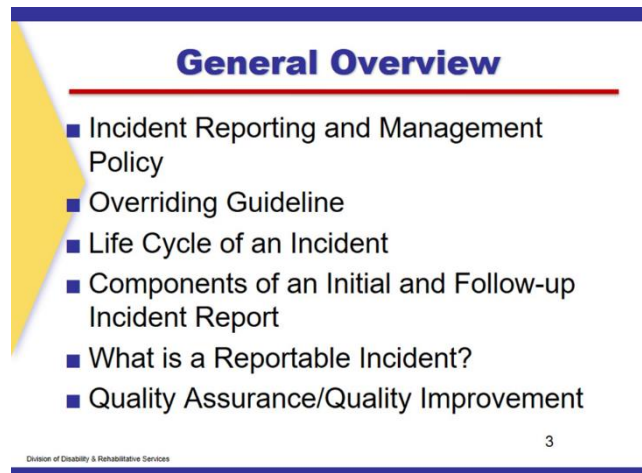 General Overview
Incident Reporting and Management
Policy
Overriding Guideline
Life Cycle of an Incident
Components of an Initial and Follow-up
Incident Report
What is a Reportable Incident?
Quality Assurance/Quality Improvement
3
Division of Disability & Rehabilitative Services